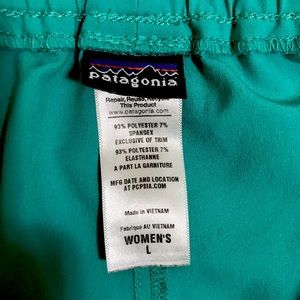 patagonia
Repair, Reuse, Recycle
This Product
www.patagonia.com
93% POLYESTER 7%
SPANDEX
EXCLUSIVE OF TRIM
93% POLYESTER 7%
ELASTHANNE
A PART LA GARNITURE
MFG DATE AND LOCATION
AT PCPSIA.COM
Made in VIETNAM
Fabriqué AU VIETNAM
WOMEN'S
L